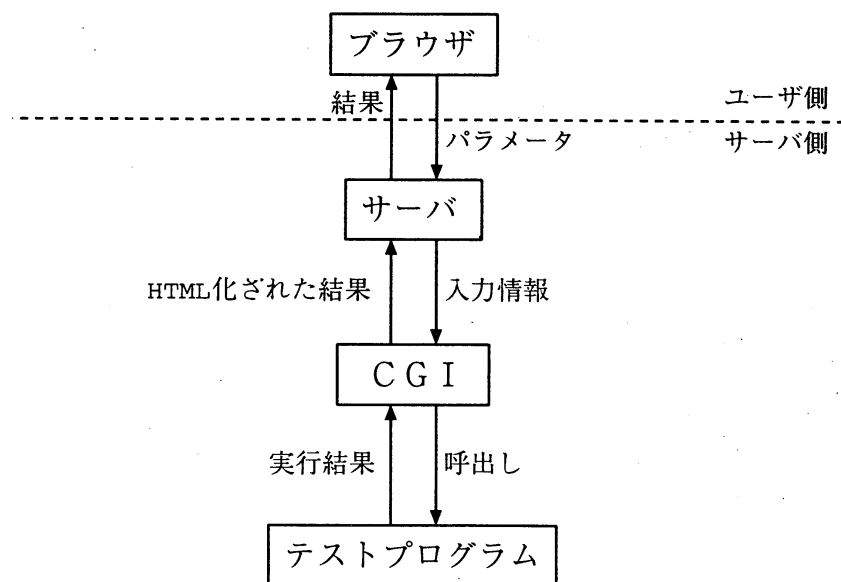 ブラウザ
結果
ユーザ側
パラメータ
サーバ側
サーバ
HTML化ざれた結果
入力情報
CGI
実行結果
呼出し
テストプログラム